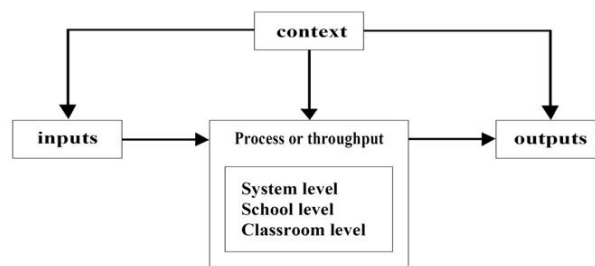 context
inputs
Process or throughput
outputs
System level
School level
Classroom level